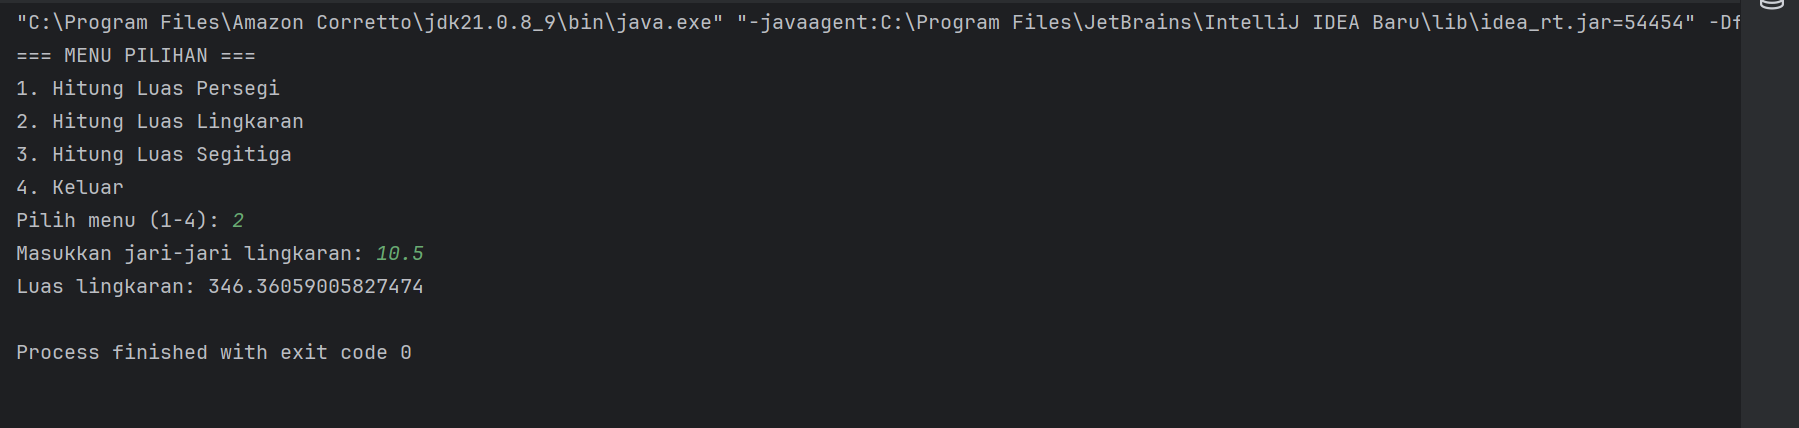 "C:\Program Files\Amazon Corretto\jdk21.0.8_9\bin\java.exe" "-javaagent:C:\Program Files\JetBrains\IntelliJ IDEA Baru\lib\idea_rt.jar=54454" -Df
=== MENU PILIHAN ===
1. Hitung Luas Persegi
2. Hitung Luas Lingkaran
3. Hitung Luas Segitiga
4. Keluar
Pilih menu (1-4): 2
Masukkan jari-jari lingkaran: 10.5
Luas lingkaran: 346.36059005827474
Process finished with exit code 0